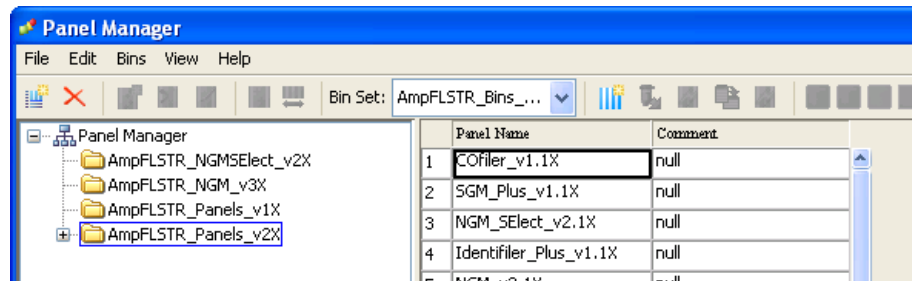 Panel Manager
File Edit Bins View Help
Bin Set: AmpFLSTR_Bins_...
Panel Manager
AmpFLSTR_NGMSElect_v2X
AmpFLSTR_NGM_v3X
AmpFLSTR_Panels_v1X
AmpFLSTR_Panels_v2X
Panel Name Comment
1 COfiler_v1.1X null
2 SGM_Plus_v1.1X null
3 NGM_SElect_v2.1X null
4 Identifiler_Plus_v1.1X null